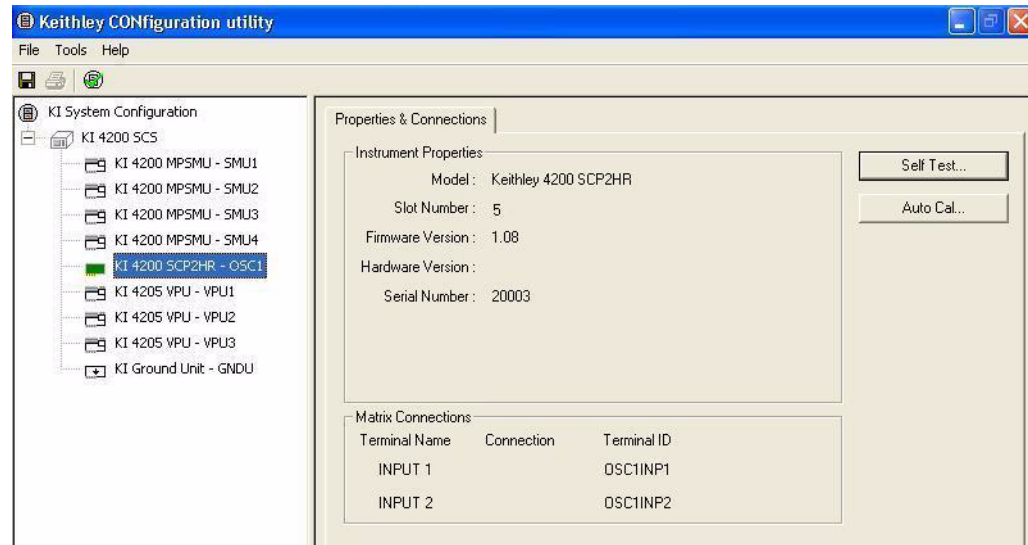 Keithley CONfiguration utility
File Tools Help
KI System Configuration
KI 4200 SCS
KI 4200 MPSMU - SMU1
KI 4200 MPSMU - SMU2
KI 4200 MPSMU - SMU3
KI 4200 MPSMU - SMU4
KI 4200 SCP2HR - OSC1
KI 4205 VPU - VPU1
KI 4205 VPU - VPU2
KI 4205 VPU - VPU3
KI Ground Unit - GNDU
Properties & Connections
Instrument Properties
Model : Keithley 4200 SCP2HR
Slot Number : 5
Firmware Version : 1.08
Hardware Version :
Serial Number : 20003
Self Test...
Auto Cal...
Matrix Connections
Terminal Name Connection Terminal ID
INPUT 1 OSC1INP1
INPUT 2 OSC1INP2